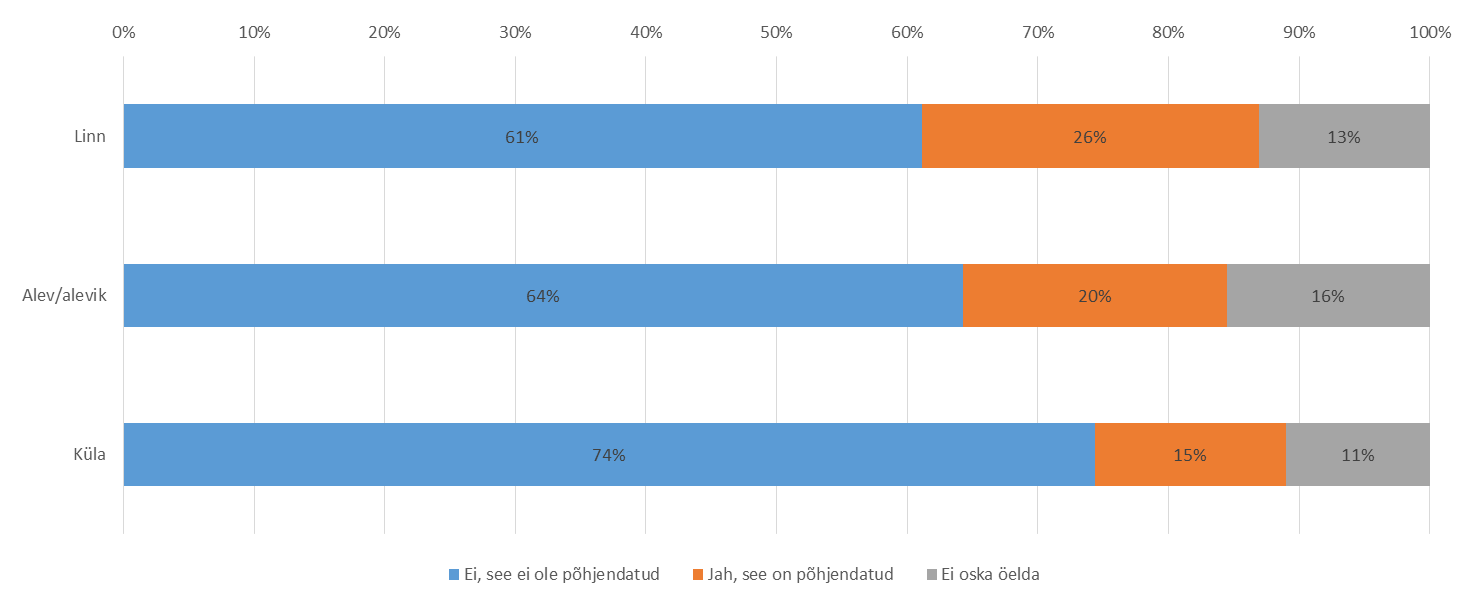 0% 10% 20% 30% 40% 50% 60% 70% 80% 90% 100%
Linn 61% 26% 13%
Alev/alevik 64% 20% 16%
Küla 74% 15% 11%
Ei, see ei ole põhjendatud Jah, see on põhjendatud Ei oska öelda